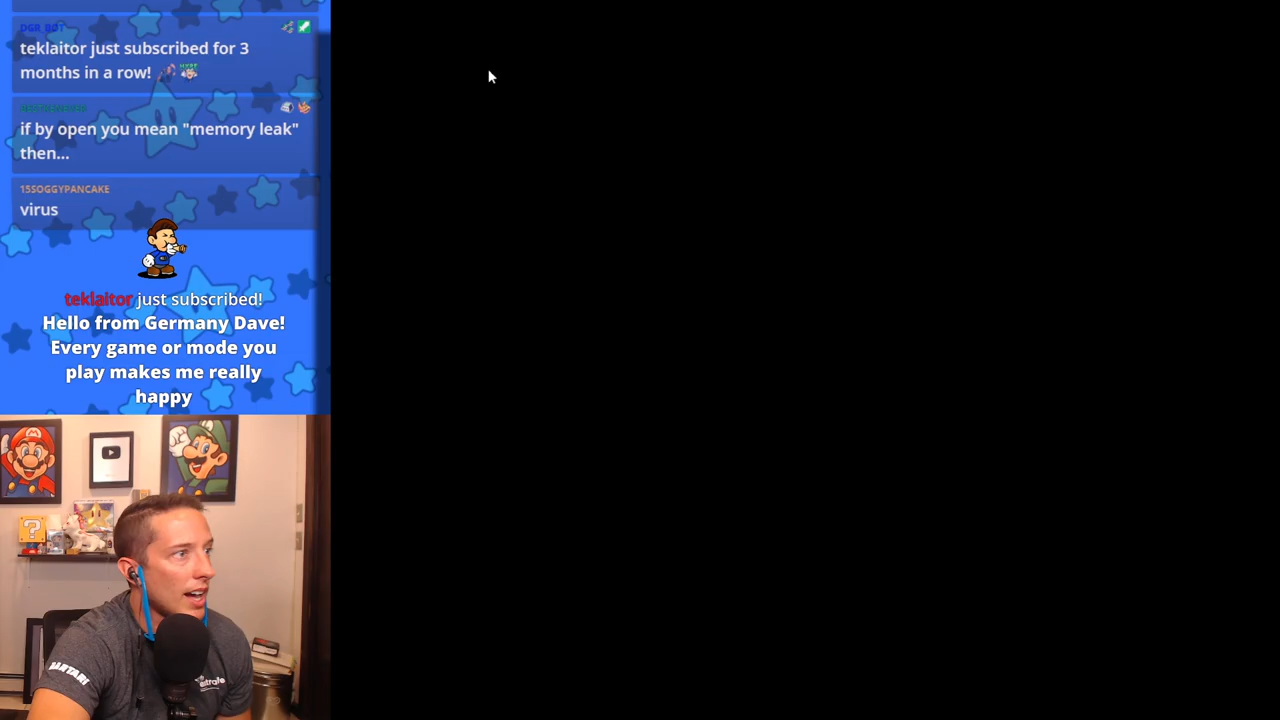 DGR_BOT
teklaitor just subscribed for 3
months in a row!
if by open you mean "memory leak"
then...
15SOGGYPANCAKE
virus
teklaitor just subscribed!
Hello from Germany Dave!
Every game or mode you
play makes me really
happy
?